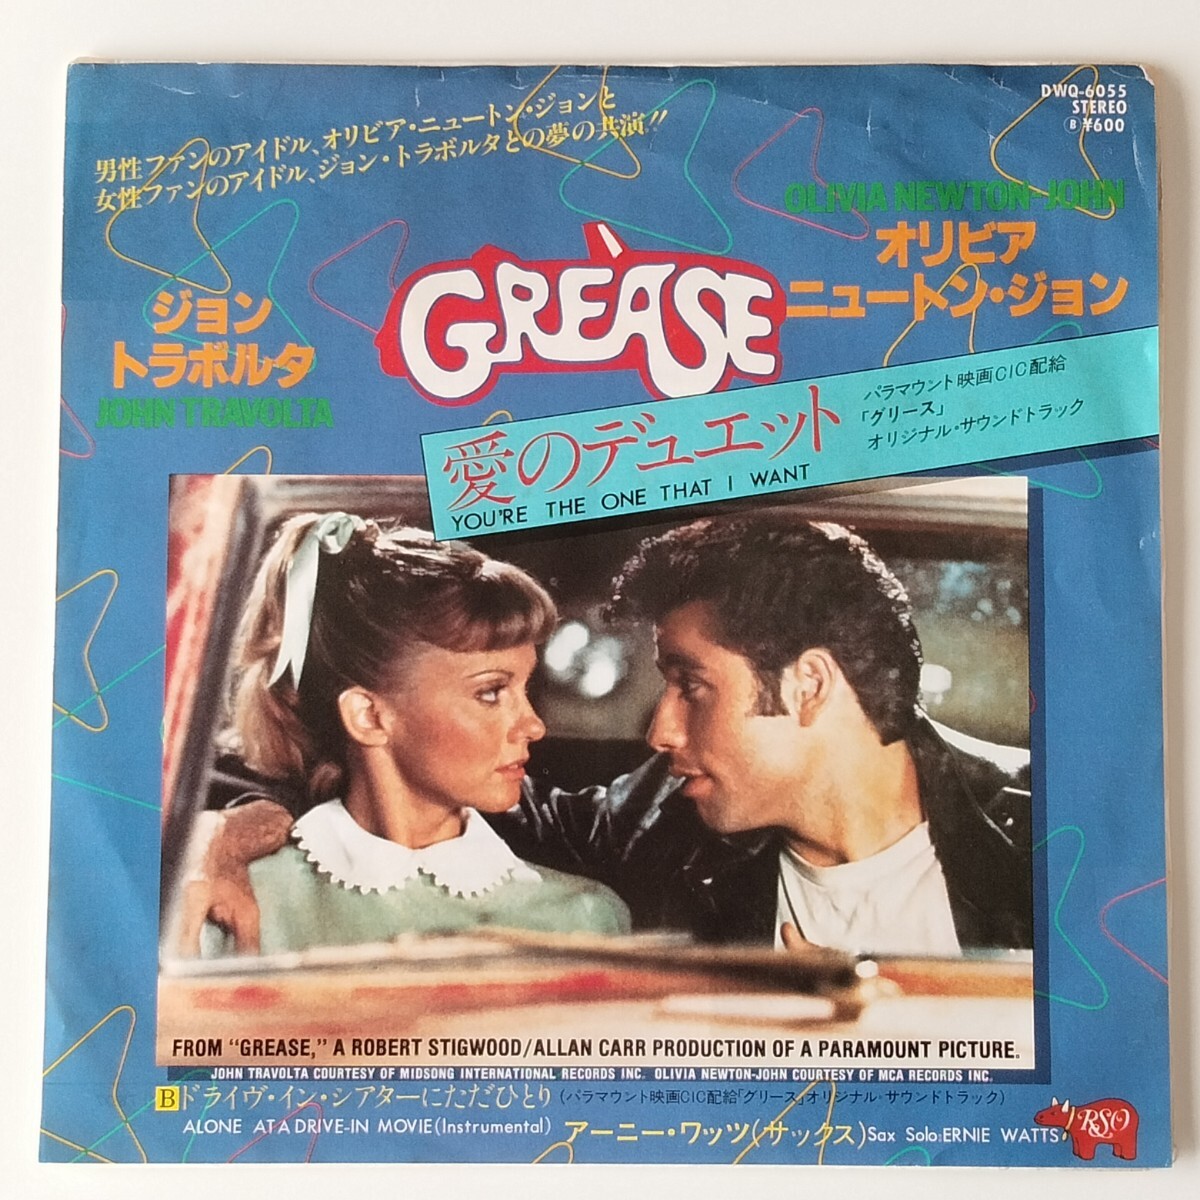 男性ファンのアイドル、オリビア・ニュートン・ジョンと
女性ファンのアイドル、ジョン・トラボルタとの夢の共演!!
DWQ-6055
STEREO
Ⓑ ¥600
OLIVIA NEWTON-JOHN
オリビア
ニュートン・ジョン
GREASE
ジョン
トラボルタ
JOHN TRAVOLTA
愛のデュエット
YOU'RE THE ONE THAT I WANT
パラマウント映画CIC配給
「グリース」
オリジナル・サウンドトラック
FROM "GREASE," A ROBERT STIGWOOD/ALLAN CARR PRODUCTION OF A PARAMOUNT PICTURE.
JOHN TRAVOLTA COURTESY OF MIDSONG INTERNATIONAL RECORDS INC. OLIVIA NEWTON-JOHN COURTESY OF MCA RECORDS INC.
B ドライヴ・イン・シアターにただひとり (パラマウント映画CIC配給「グリース」オリジナル・サウンドトラック)
ALONE AT A DRIVE-IN MOVIE (Instrumental) アーニー・ワッツ(サックス) Sax Solo: ERNIE WATTS
RSO